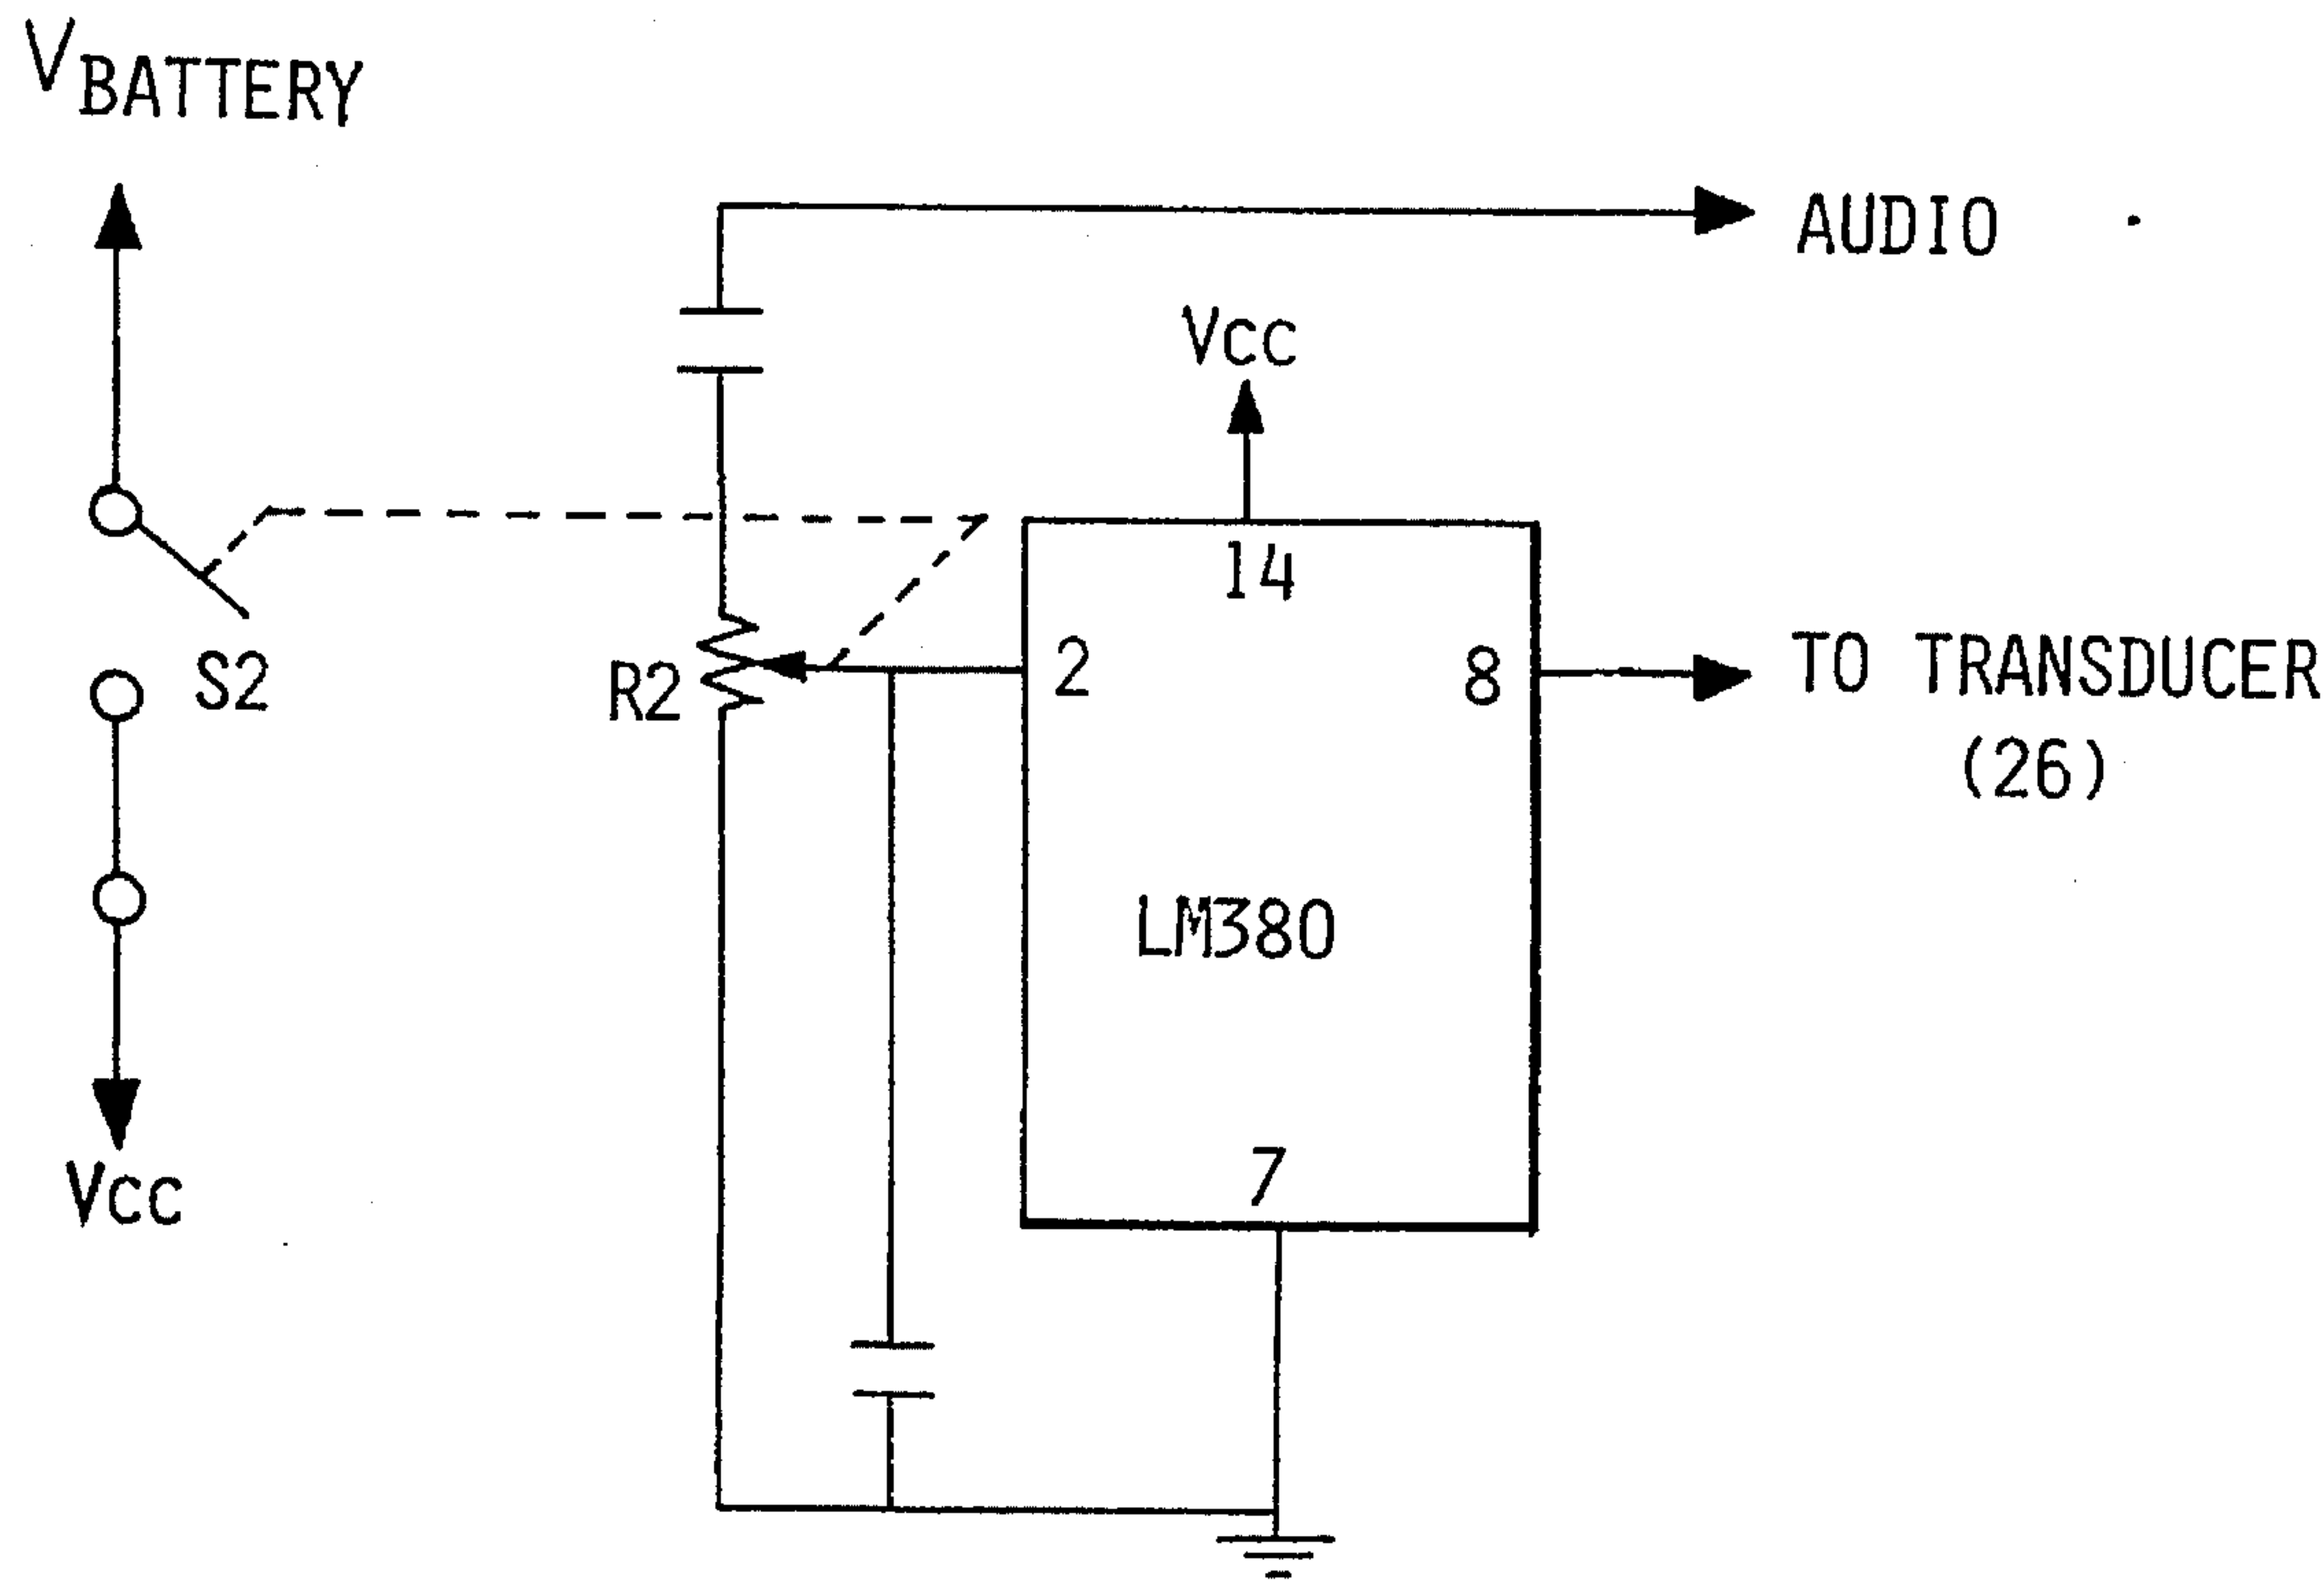 VBATTERY
AUDIO
VCC
14
S2
R2
2
8
TO TRANSDUCER
(26)
LM380
7
VCC